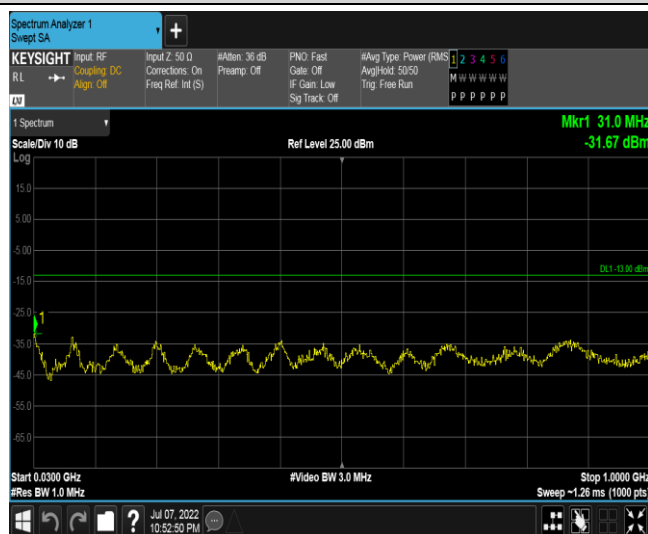 Spectrum Analyzer 1
Swept SA
KEYSIGHT Input: RF Input Z: 50 Ω #Atten: 36 dB PNO: Fast #Avg Type: Power (RMS 1 2 3 4 5 6
R L Coupling: DC Corrections: On Preamp: Off Gate: Off Avg|Hold: 50/50 M W W W W W
Align: Off Freq Ref: Int (S) IF Gain: Low Trig: Free Run
LXI Sig Track: Off P P P P P P
1 Spectrum Mkr1 31.0 MHz
Scale/Div 10 dB Ref Level 25.00 dBm -31.67 dBm
Log
15.0
5.00
-5.00
DL1 -13.00 dBm
-15.0
-25.0
1
-35.0
-45.0
-55.0
-65.0
Start 0.0300 GHz #Video BW 3.0 MHz Stop 1.0000 GHz
#Res BW 1.0 MHz Sweep ~1.26 ms (1000 pts)
? Jul 07, 2022
10:52:50 PM